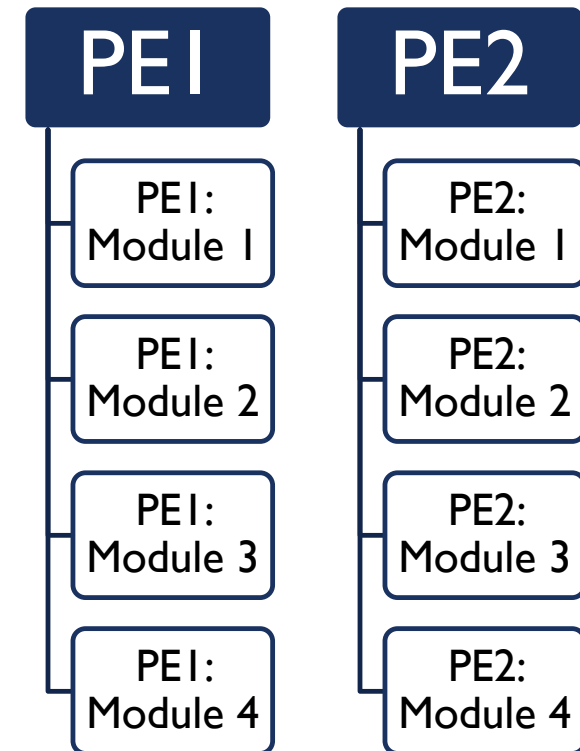 PE1
PE1:
Module 1
PE1:
Module 2
PE1:
Module 3
PE1:
Module 4
PE2
PE2:
Module 1
PE2:
Module 2
PE2:
Module 3
PE2:
Module 4